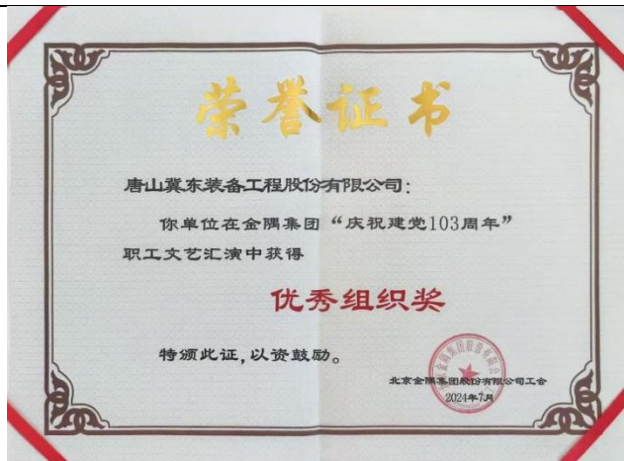 荣誉证书
唐山冀东装备工程股份有限公司：
你单位在金隅集团“庆祝建党103周年”
职工文艺汇演中获得
优秀组织奖
特颁此证，以资鼓励。
北京金隅集团股份有限公司工会
2024年7月